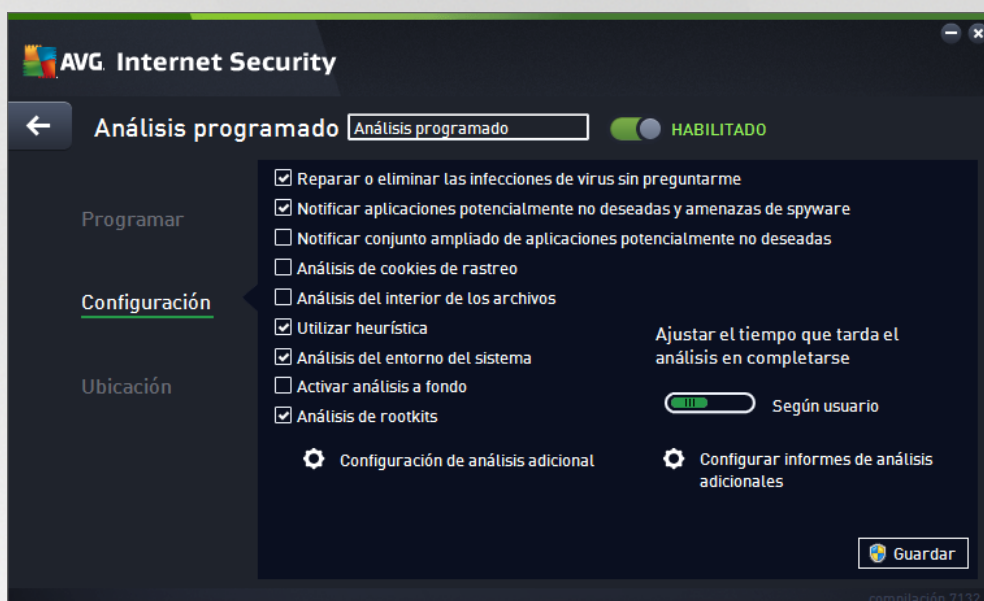 AVG. Internet Security
Análisis programado
Análisis programado
HABILITADO
Programar
Configuración
Ubicación
Reparar o eliminar las infecciones de virus sin preguntarme
Notificar aplicaciones potencialmente no deseadas y amenazas de spyware
Notificar conjunto ampliado de aplicaciones potencialmente no deseadas
Análisis de cookies de rastreo
Análisis del interior de los archivos
Utilizar heurística
Análisis del entorno del sistema
Activar análisis a fondo
Análisis de rootkits
Ajustar el tiempo que tarda el
análisis en completarse
Según usuario
Configuración de análisis adicional
Configurar informes de análisis
adicionales
Guardar
compilación 7132